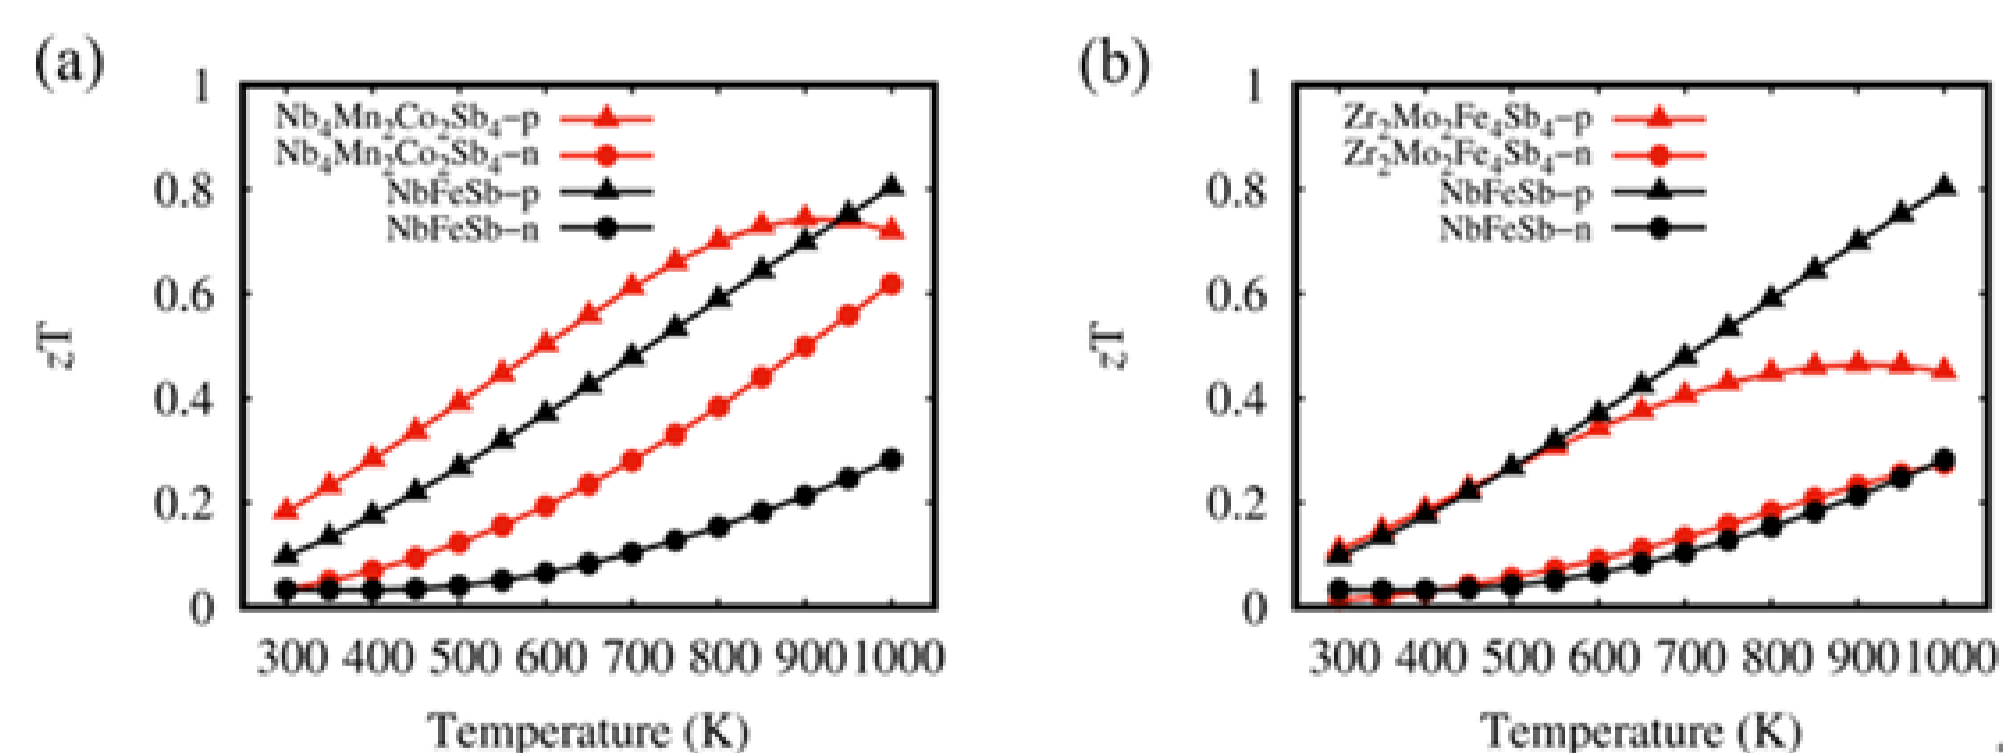 (a)
1
0.8
0.6
0.4
0.2
0
zT
Nb₄Mn₂Co₂Sb₄−p
Nb₄Mn₂Co₂Sb₄−n
NbFeSb−p
NbFeSb−n
300 400 500 600 700 800 900 1000
Temperature (K)
(b)
1
0.8
0.6
0.4
0.2
0
zT
Zr₂Mo₂Fe₄Sb₄−p
Zr₂Mo₂Fe₄Sb₄−n
NbFeSb−p
NbFeSb−n
300 400 500 600 700 800 900 1000
Temperature (K)